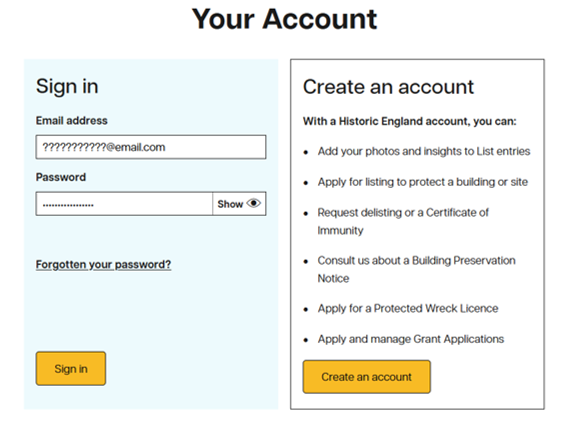 Your Account
Sign in
Email address
???????????@email.com
Password
••••••••••••••••• Show
Forgotten your password?
Sign in
Create an account
With a Historic England account, you can:
• Add your photos and insights to List entries
• Apply for listing to protect a building or site
• Request delisting or a Certificate of
Immunity
• Consult us about a Building Preservation
Notice
• Apply for a Protected Wreck Licence
• Apply and manage Grant Applications
Create an account